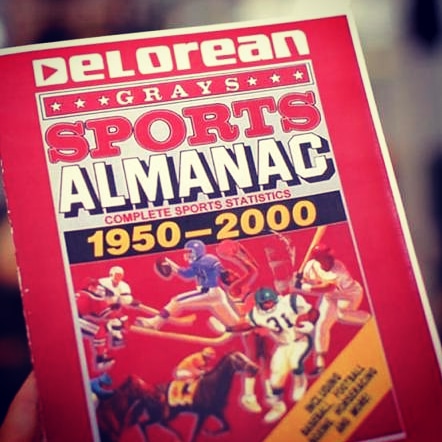 DELOREAN
GRAYS
SPORTS
ALMANAC
COMPLETE SPORTS STATISTICS
1950-2000
31
INCLUDING
BASEBALL, FOOTBALL
BOXING, HORSERACING
AND MORE!